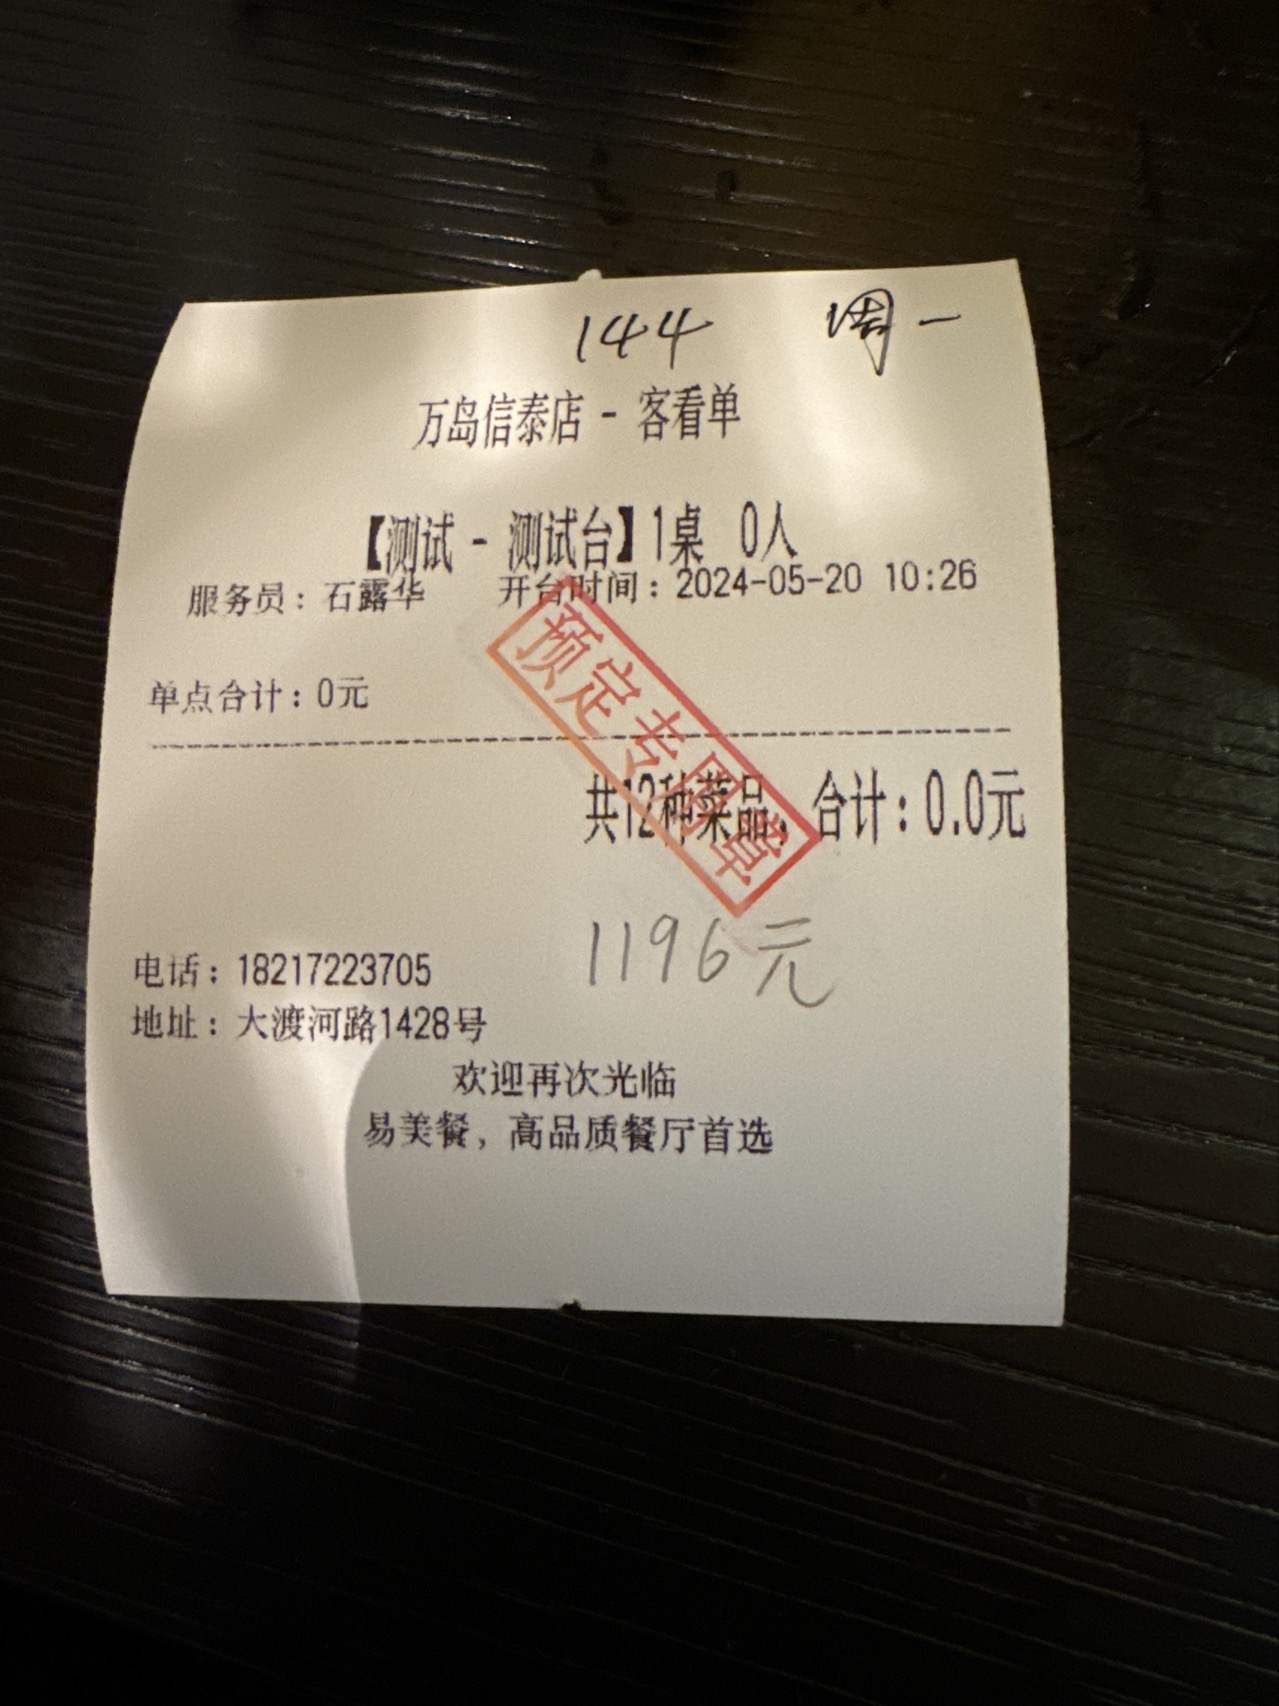 144 周一
万岛信泰店 - 客看单
【测试 - 测试台】1桌 0人
服务员：石露华 开台时间：2024-05-20 10:26
预定专用章
单点合计：0元
共12种菜品，合计：0.0元
1196元
电话：18217223705
地址：大渡河路1428号
欢迎再次光临
易美餐，高品质餐厅首选